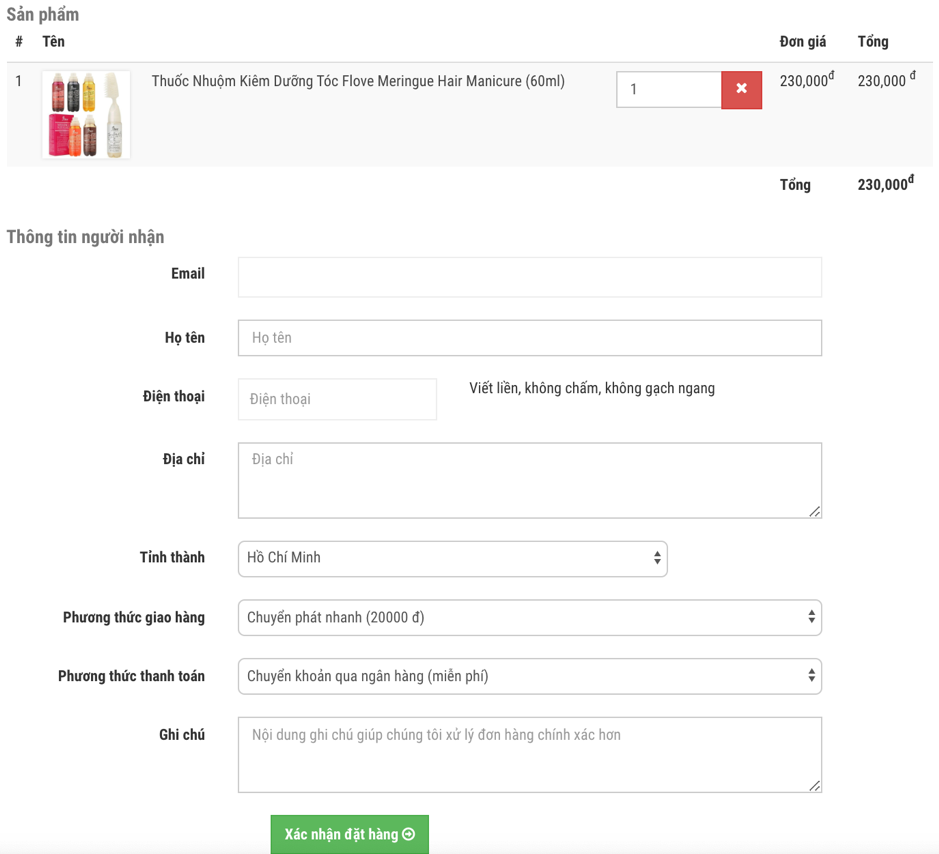 Sản phẩm
# Tên Đơn giá Tổng
1 Thuốc Nhuộm Kiêm Dưỡng Tóc Flove Meringue Hair Manicure (60ml) 1 230,000đ 230,000 đ
Tổng 230,000đ
Thông tin người nhận
Email
Họ tên Họ tên
Điện thoại Điện thoại Viết liền, không chấm, không gạch ngang
Địa chỉ Địa chỉ
Tỉnh thành Hồ Chí Minh
Phương thức giao hàng Chuyển phát nhanh (20000 đ)
Phương thức thanh toán Chuyển khoản qua ngân hàng (miễn phí)
Ghi chú Nội dung ghi chú giúp chúng tôi xử lý đơn hàng chính xác hơn
Xác nhận đặt hàng